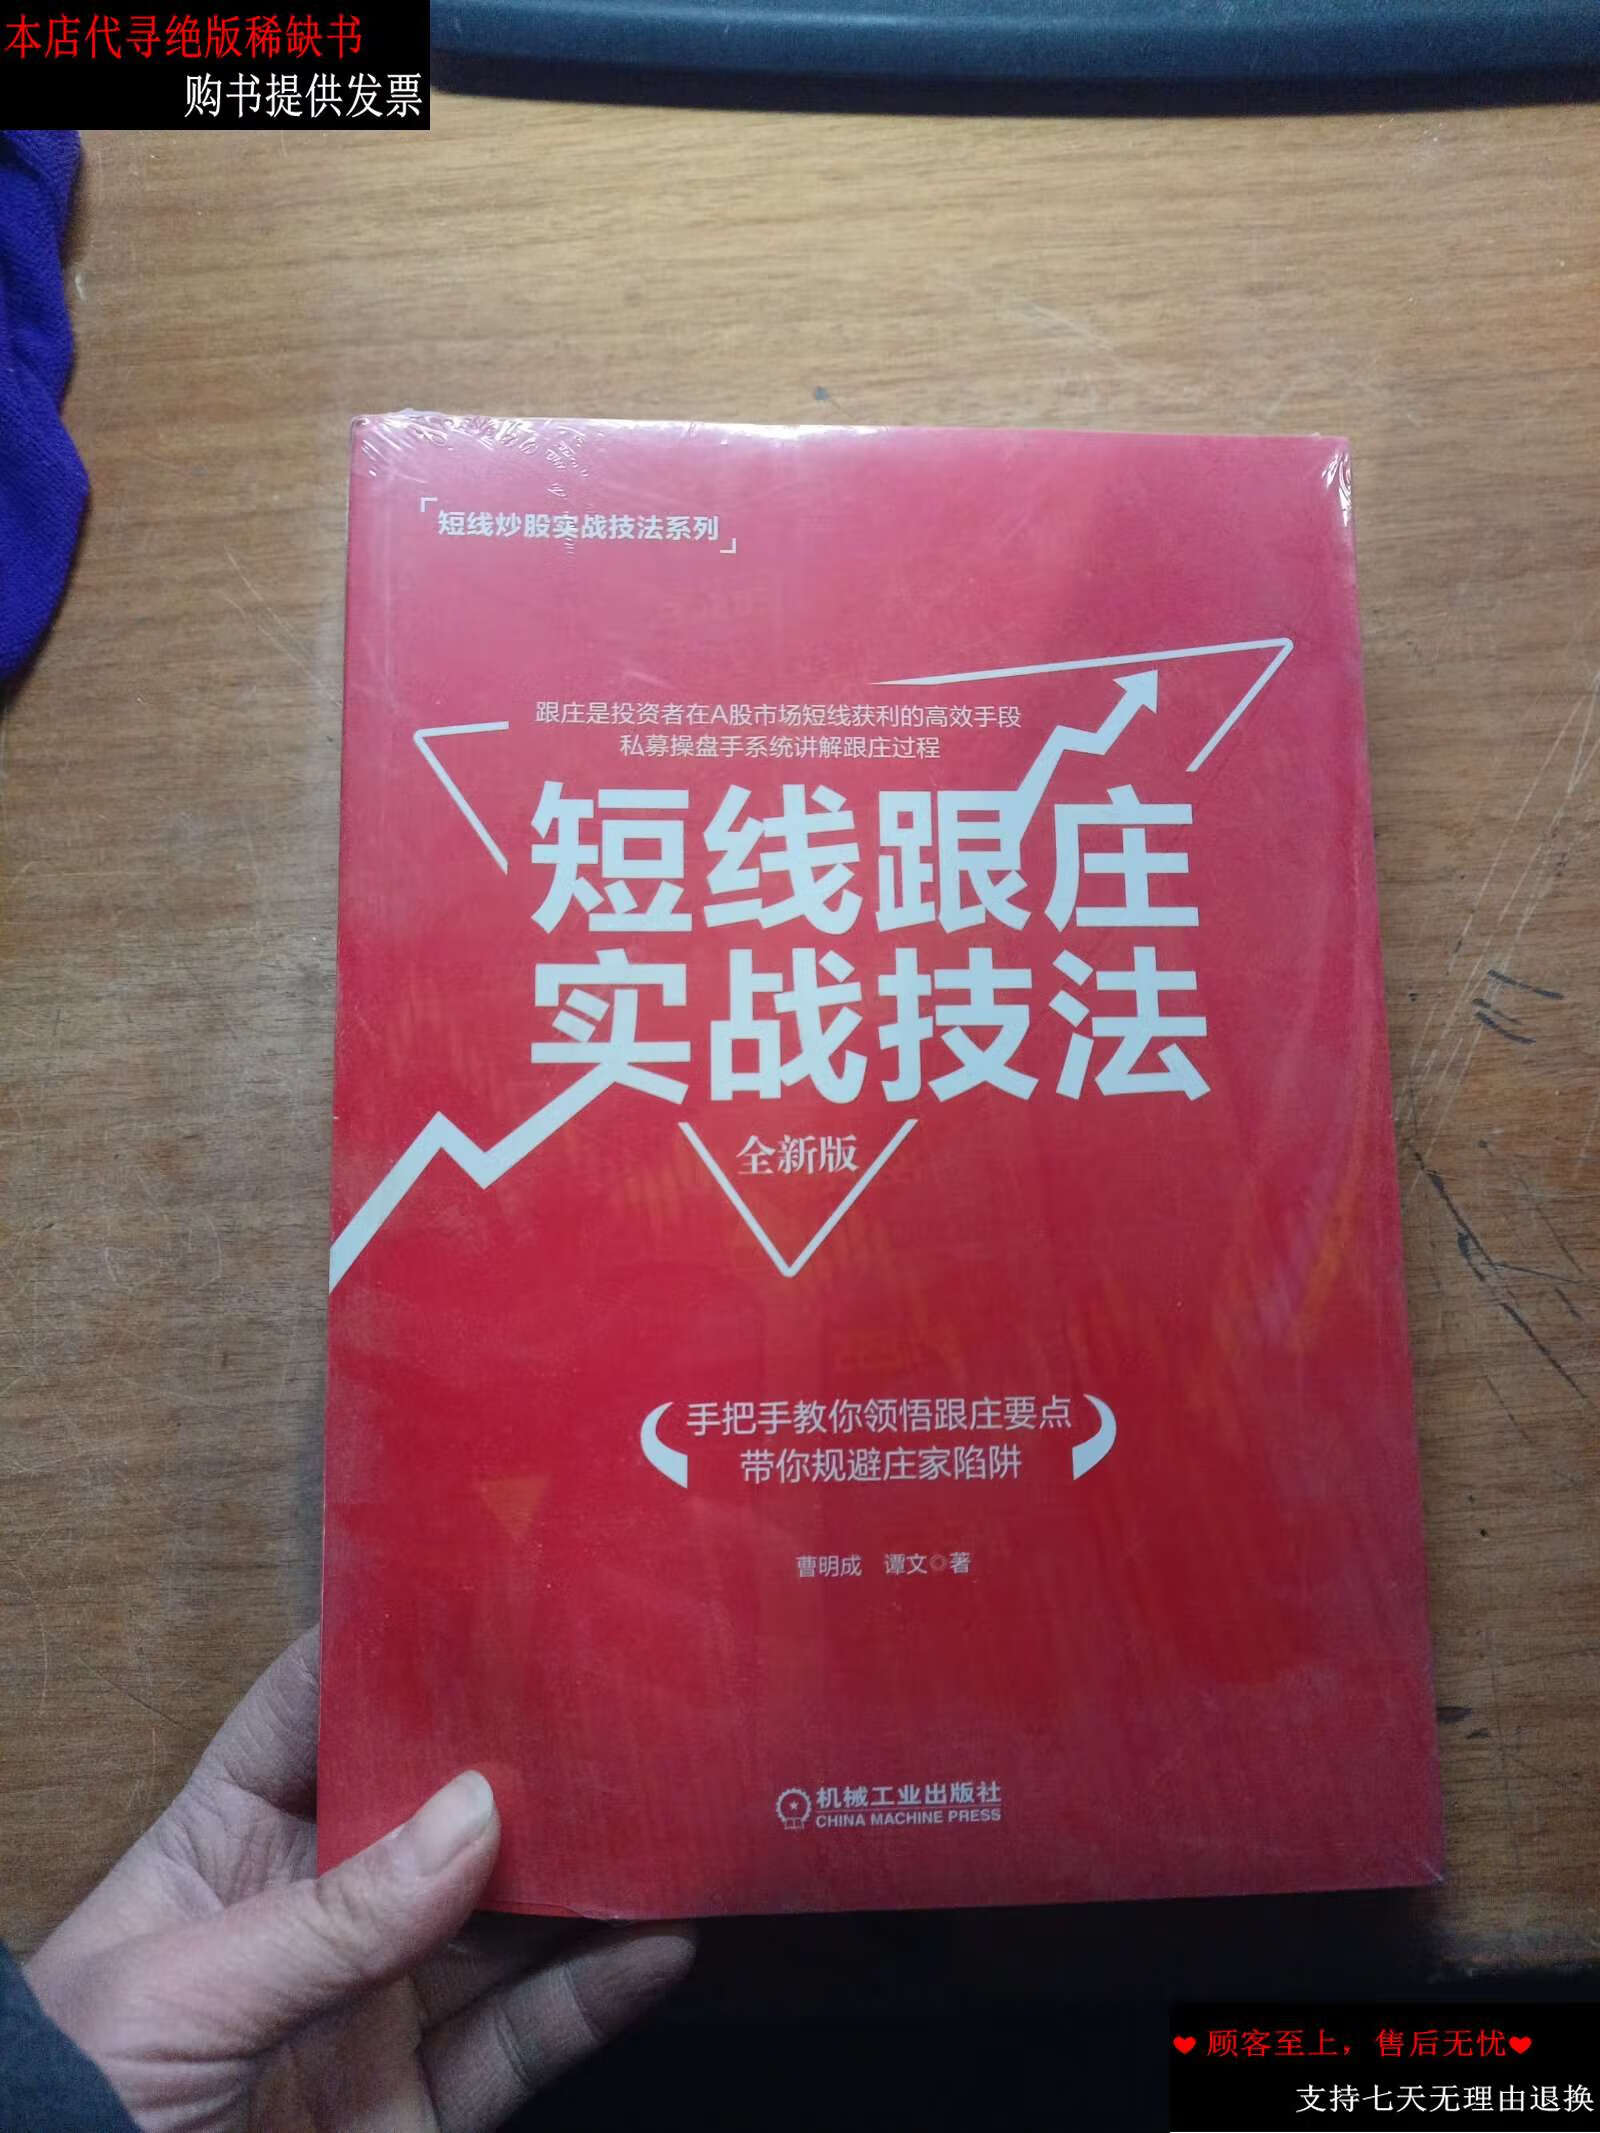 本店代寻绝版稀缺书
购书提供发票
「短线炒股实战技法系列」
跟庄是投资者在A股市场短线获利的高效手段
私募操盘手系统讲解跟庄过程
短线跟庄
实战技法
全新版
手把手教你领悟跟庄要点
带你规避庄家陷阱
曹明成 谭文◎著
机械工业出版社
CHINA MACHINE PRESS
❤顾客至上，售后无忧❤
支持七天无理由退换